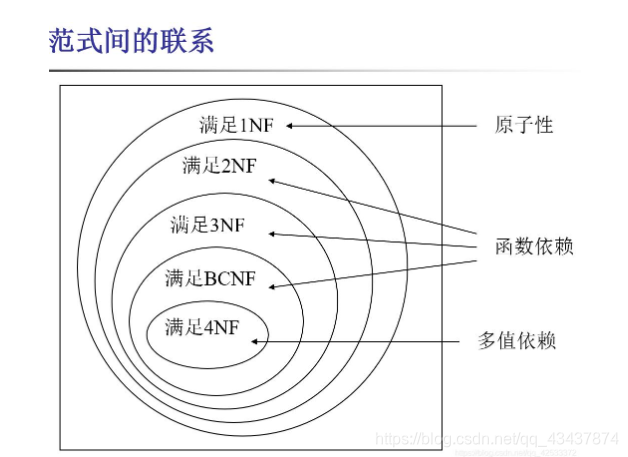 范式间的联系
满足1NF
原子性
满足2NF
满足3NF
函数依赖
满足BCNF
满足4NF
多值依赖
https://blog.csdn.net/qq_43437874